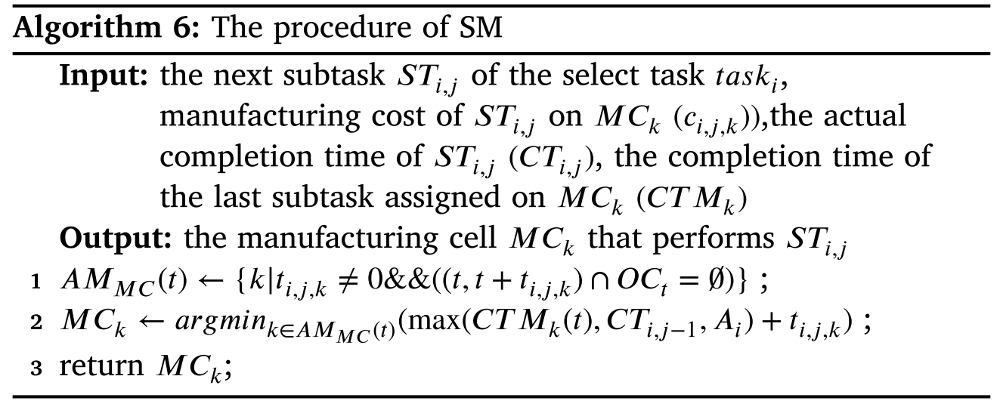 Algorithm 6: The procedure of SM
Input: the next subtask $ST_{i,j}$ of the select task $task_i$,
manufacturing cost of $ST_{i,j}$ on $MC_k$ ($c_{i,j,k}$)),the actual
completion time of $ST_{i,j}$ ($CT_{i,j}$), the completion time of
the last subtask assigned on $MC_k$ ($CTM_k$)
Output: the manufacturing cell $MC_k$ that performs $ST_{i,j}$
1 $AM_{MC}(t) \leftarrow \{k|t_{i,j,k} \neq 0 \&\& ((t, t + t_{i,j,k}) \cap OC_t = \emptyset)\}$ ;
2 $MC_k \leftarrow argmin_{k \in AM_{MC}(t)}(\max(CTM_k(t), CT_{i,j-1}, A_i) + t_{i,j,k})$ ;
3 return $MC_k$;